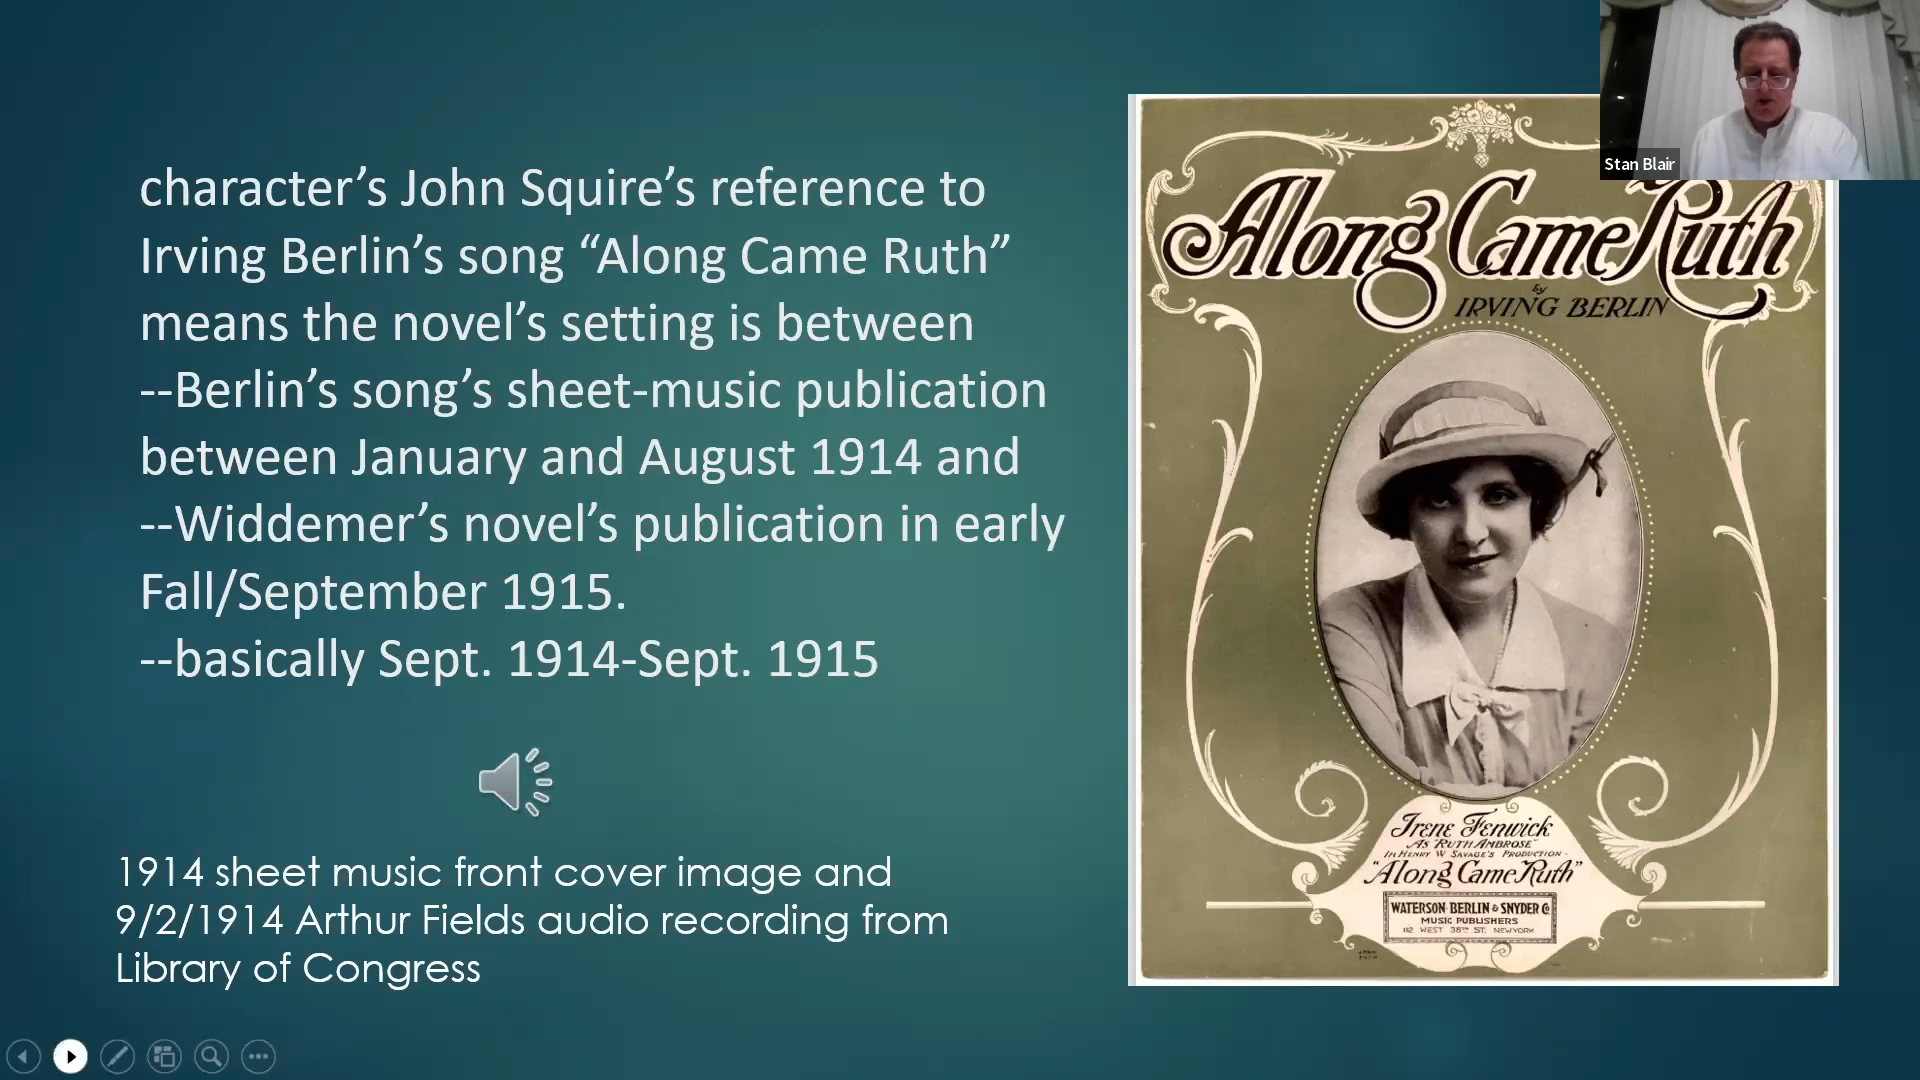 character’s John Squire’s reference to
Irving Berlin’s song “Along Came Ruth”
means the novel’s setting is between
--Berlin’s song’s sheet-music publication
between January and August 1914 and
--Widdemer’s novel’s publication in early
Fall/September 1915.
--basically Sept. 1914-Sept. 1915
1914 sheet music front cover image and
9/2/1914 Arthur Fields audio recording from
Library of Congress
Stan Blair
Along Came Ruth
by
IRVING BERLIN
Irene Fenwick
AS "RUTH AMBROSE"
IN HENRY W SAVAGE'S PRODUCTION
"Along Came Ruth"
WATERSON BERLIN & SNYDER Co
MUSIC PUBLISHERS
112 WEST 38TH ST. NEW YORK